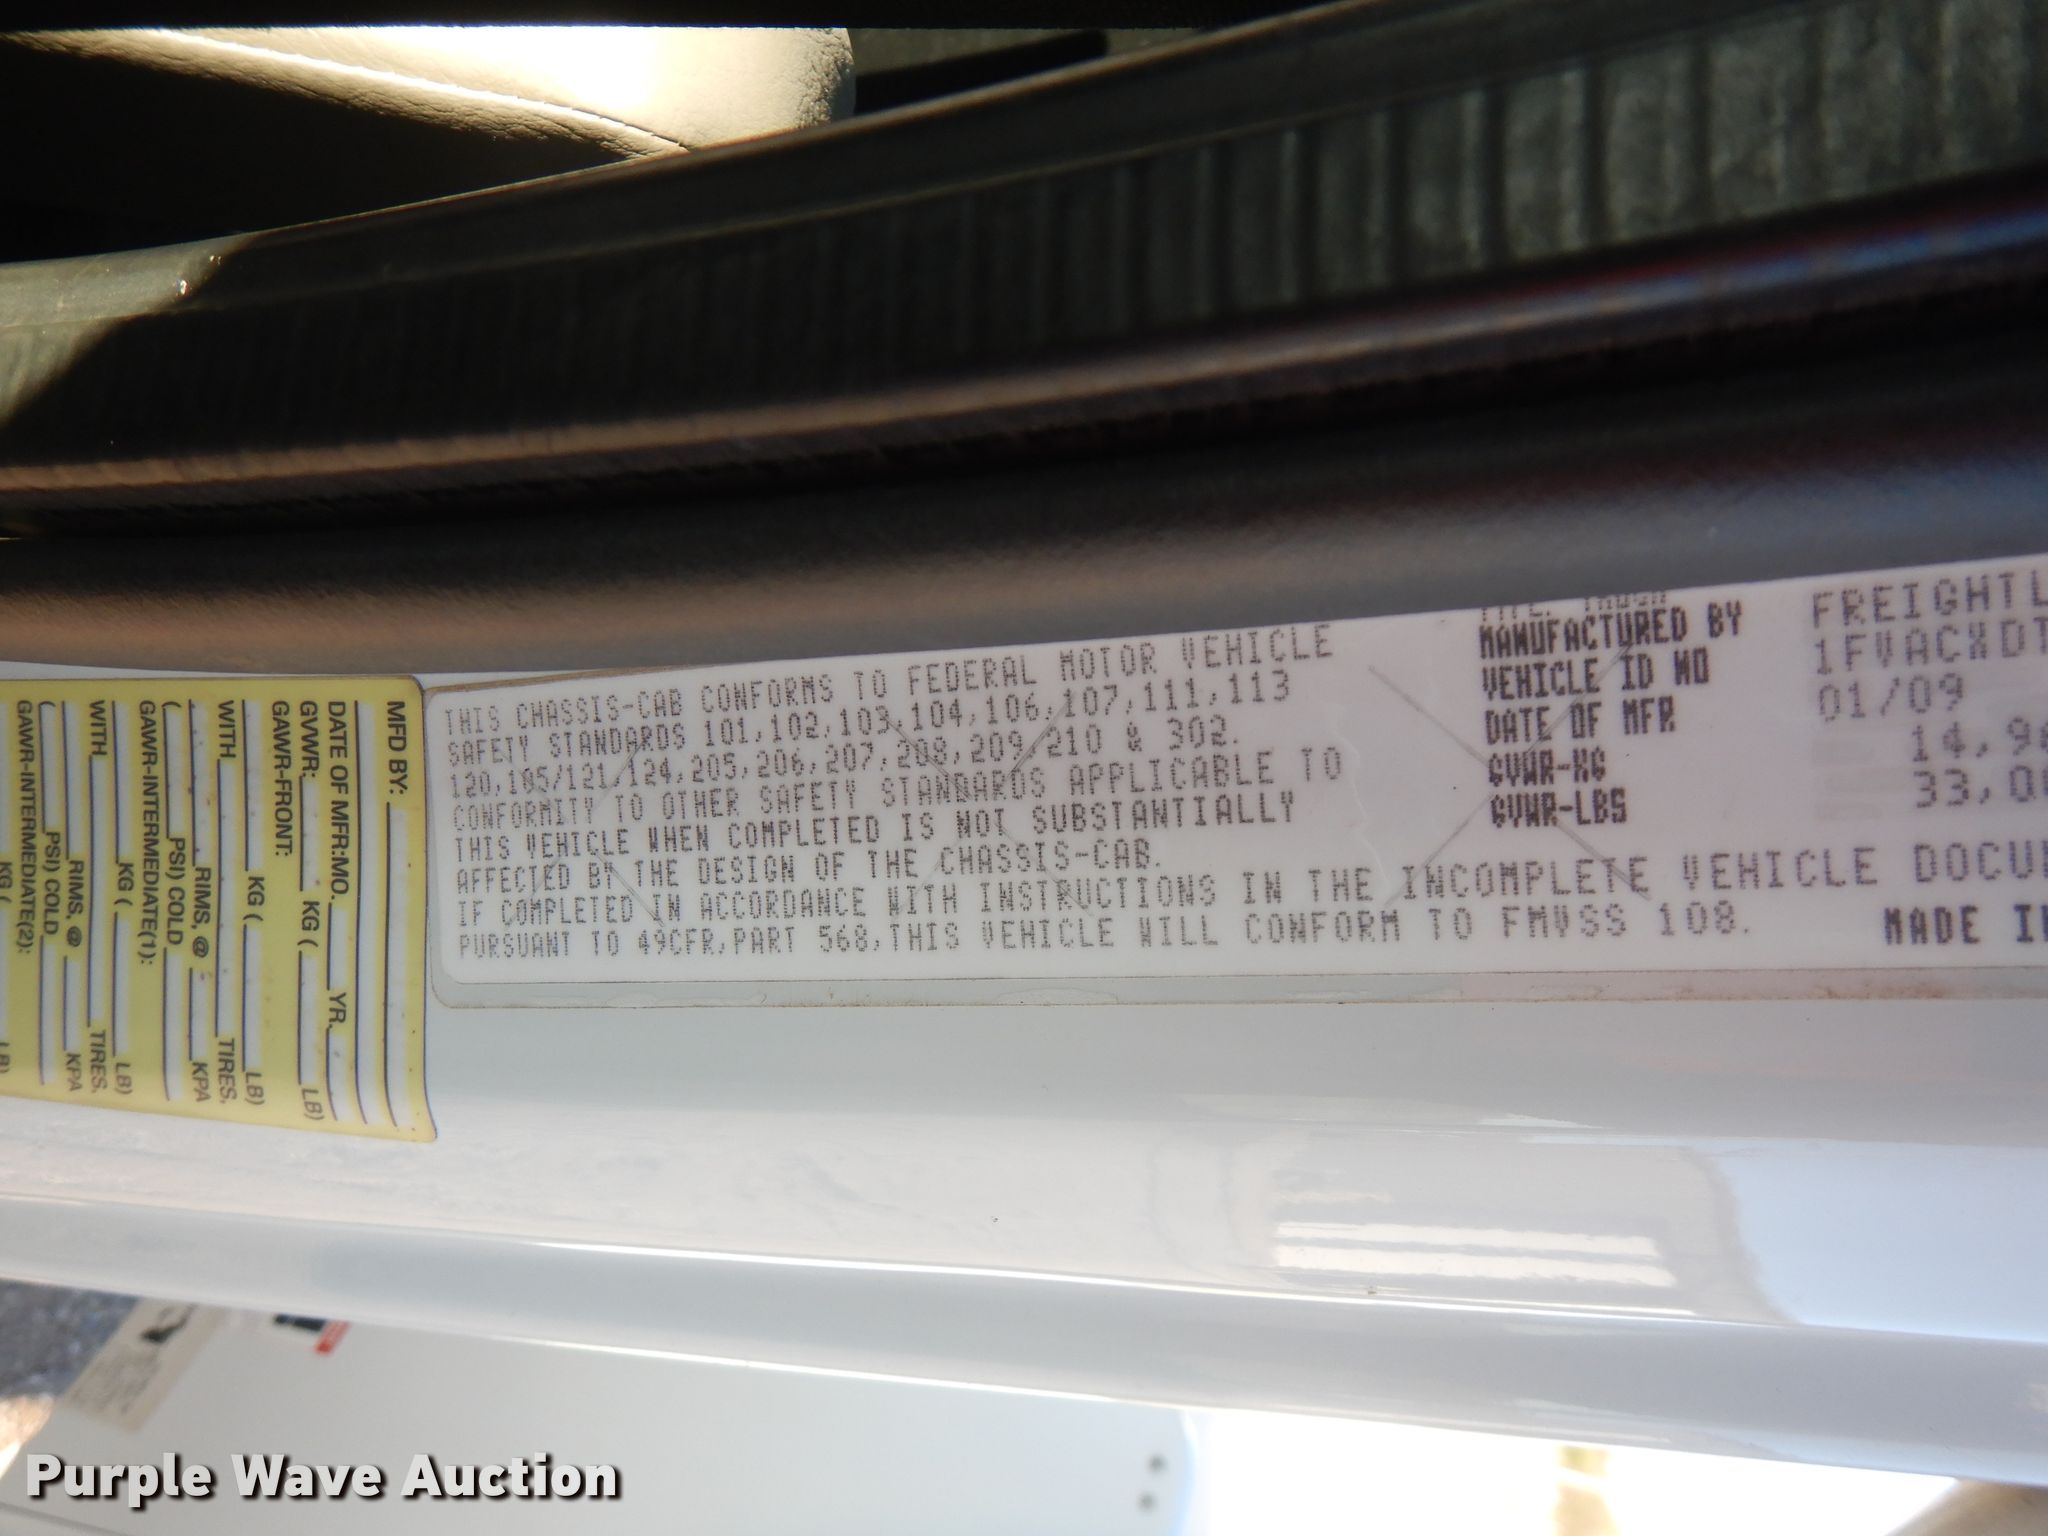 MANUFACTURED BY FREIGHTL
VEHICLE ID NO 1FVACXDT
DATE OF MFR 01/09
GVWR-KG 14,9
GVWR-LBS 33,0
THIS CHASSIS-CAB CONFORMS TO FEDERAL MOTOR VEHICLE
SAFETY STANDARDS 101,102,103,104,106,107,111,113
120,105/121,124,205,206,207,208,209,210 & 302.
CONFORMITY TO OTHER SAFETY STANDARDS APPLICABLE TO
THIS VEHICLE WHEN COMPLETED IS NOT SUBSTANTIALLY
AFFECTED BY THE DESIGN OF THE CHASSIS-CAB.
IF COMPLETED IN ACCORDANCE WITH INSTRUCTIONS IN THE INCOMPLETE VEHICLE DOCU
PURSUANT TO 49CFR,PART 568,THIS VEHICLE WILL CONFORM TO FMVSS 108.
MADE I
MFD BY:
DATE OF MFR:MO. YR.
GVWR: KG ( LB)
GAWR-FRONT:
KG ( LB)
WITH TIRES,
RIMS, @ KPA
( PSI) COLD
GAWR-INTERMEDIATE(1):
KG ( LB)
WITH TIRES,
RIMS, @ KPA
( PSI) COLD
GAWR-INTERMEDIATE(2):
KG ( LB)
Purple Wave Auction